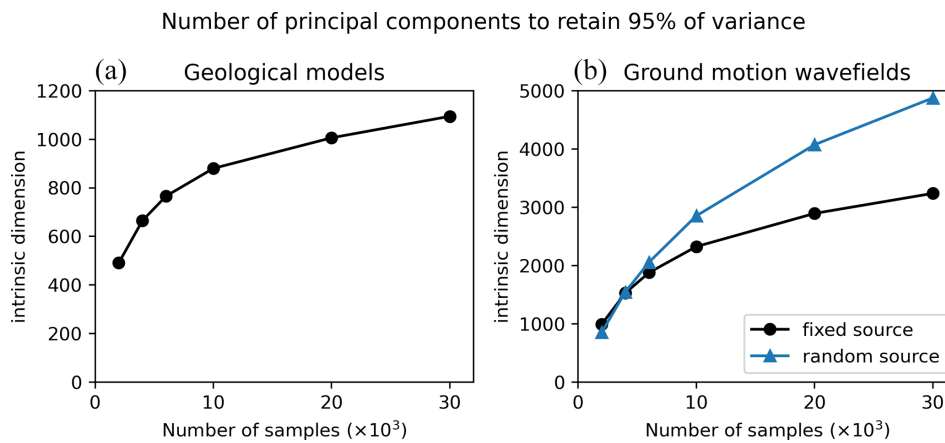 Number of principal components to retain 95% of variance
(a) Geological models
1200
1000
800
600
400
200
0
0 10 20 30
intrinsic dimension
Number of samples (×10³)
(b) Ground motion wavefields
5000
4000
3000
2000
1000
0
0 10 20 30
intrinsic dimension
Number of samples (×10³)
fixed source
random source